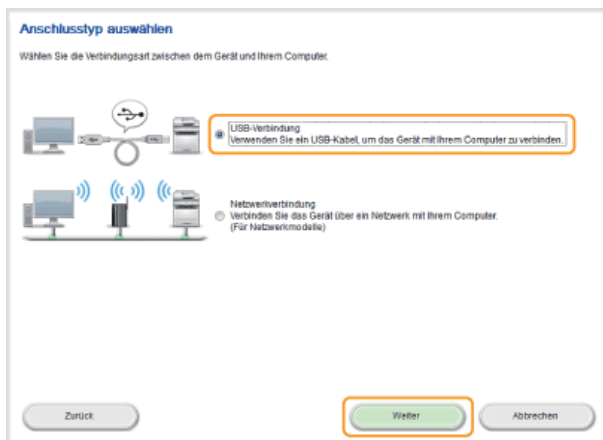 Anschlusstyp auswählen
Wählen Sie die Verbindungsart zwischen dem Gerät und Ihrem Computer.
USB-Verbindung
Verwenden Sie ein USB-Kabel, um das Gerät mit Ihrem Computer zu verbinden.
Netzwerkverbindung
Verbinden Sie das Gerät über ein Netzwerk mit Ihrem Computer.
(Für Netzwerkmodelle)
Zurück
Weiter
Abbrechen